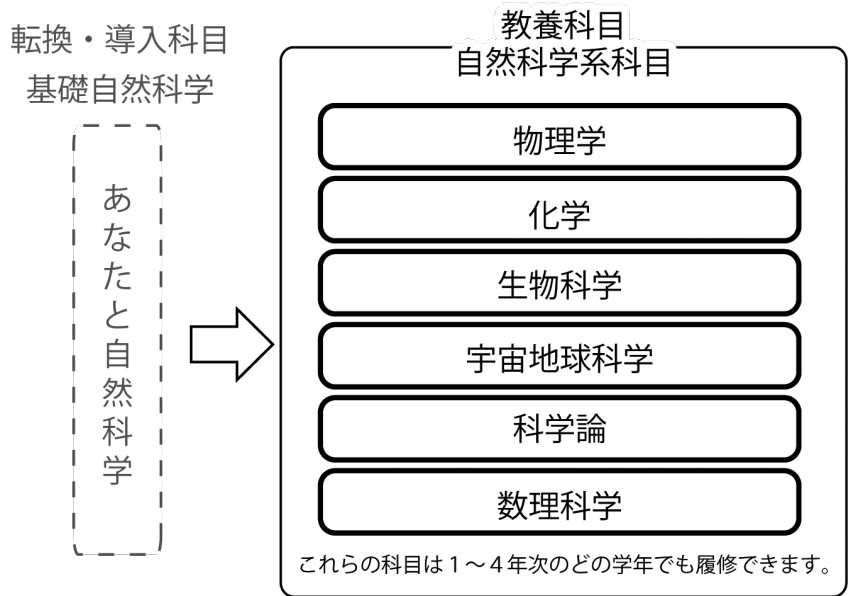 転換・導入科目
基礎自然科学
あなたと自然科学
教養科目
自然科学系科目
物理学
化学
生物科学
宇宙地球科学
科学論
数理科学
これらの科目は1～4年次のどの学年でも履修できます。